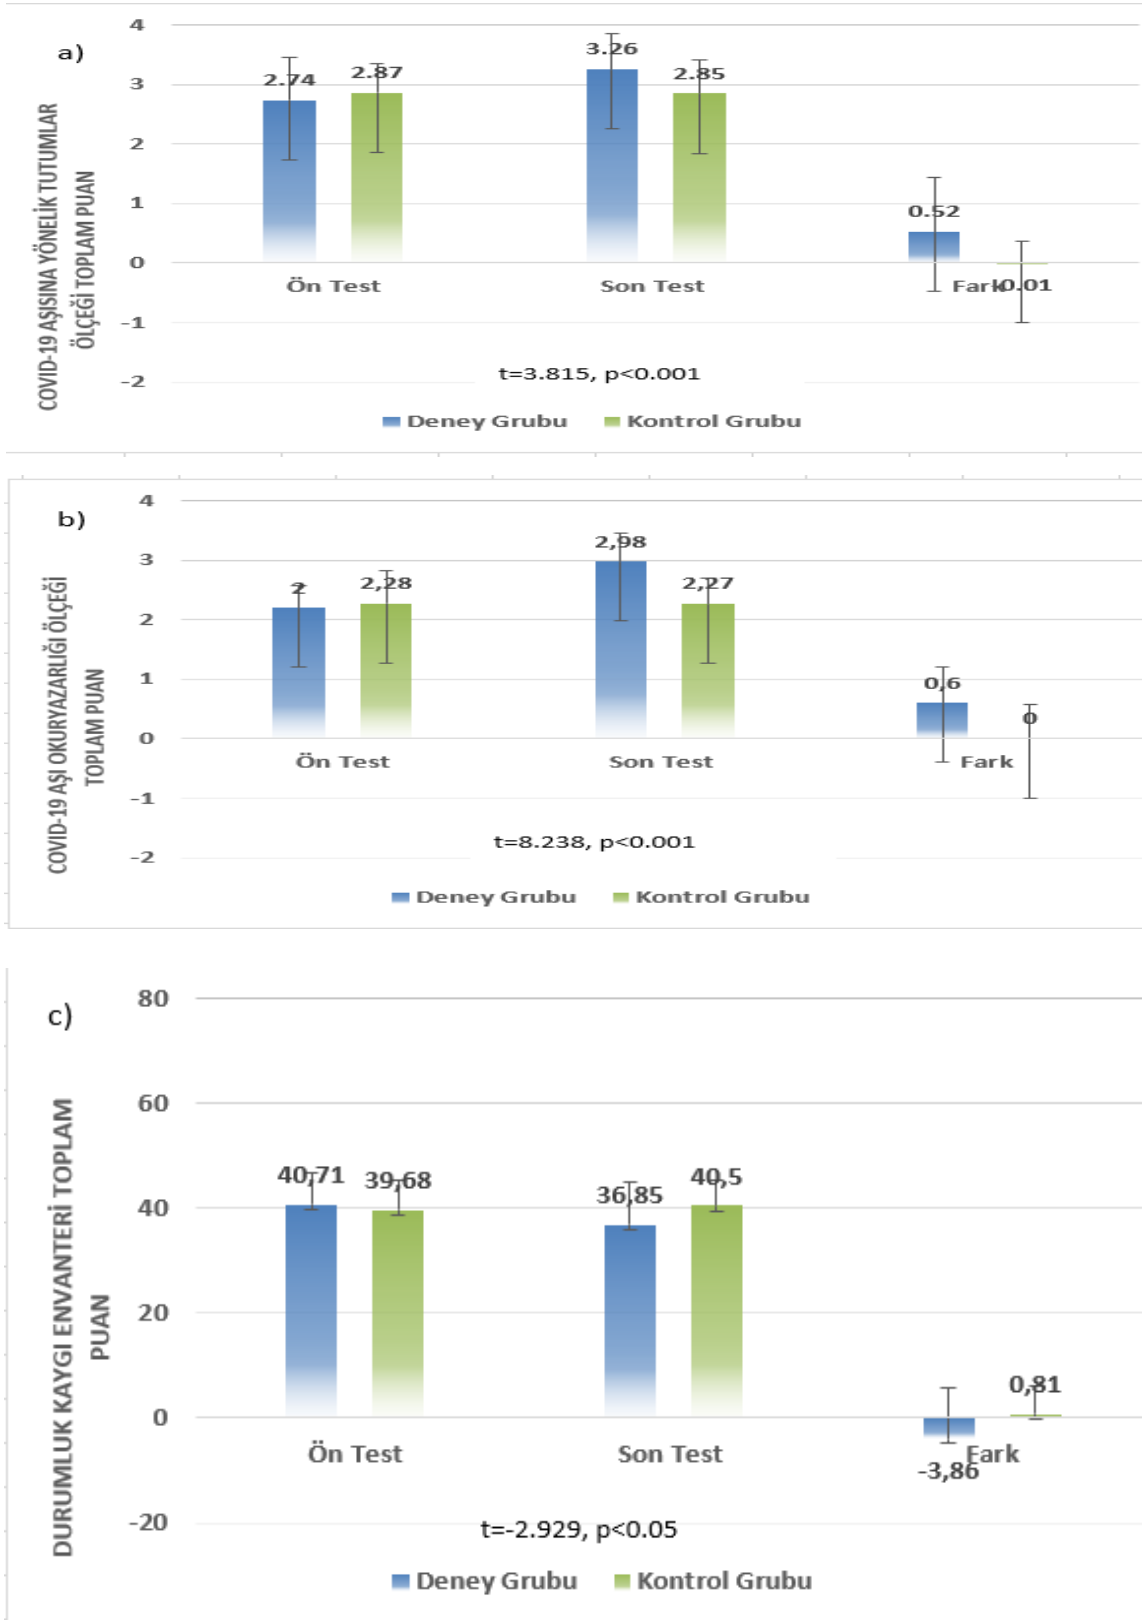 a)
COVID-19 AŞISINA YÖNELİK TUTUMLAR
ÖLÇEĞİ TOPLAM PUAN
4
3
2
1
0
-1
-2
2.74
2.87
3.26
2.85
0.52
-0.01
Ön Test
Son Test
Fark
t=3.815, p<0.001
Deney Grubu
Kontrol Grubu
b)
COVID-19 AŞI OKURYAZARLIĞI ÖLÇEĞİ
TOPLAM PUAN
4
3
2
1
0
-1
-2
2
2,28
2,98
2,27
0,6
0
Ön Test
Son Test
Fark
t=8.238, p<0.001
Deney Grubu
Kontrol Grubu
c)
DURUMLUK KAYGI ENVANTERİ TOPLAM
PUAN
80
60
40
20
0
-20
40,71
39,68
36,85
40,5
-3,86
0,81
Ön Test
Son Test
Fark
t=-2.929, p<0.05
Deney Grubu
Kontrol Grubu